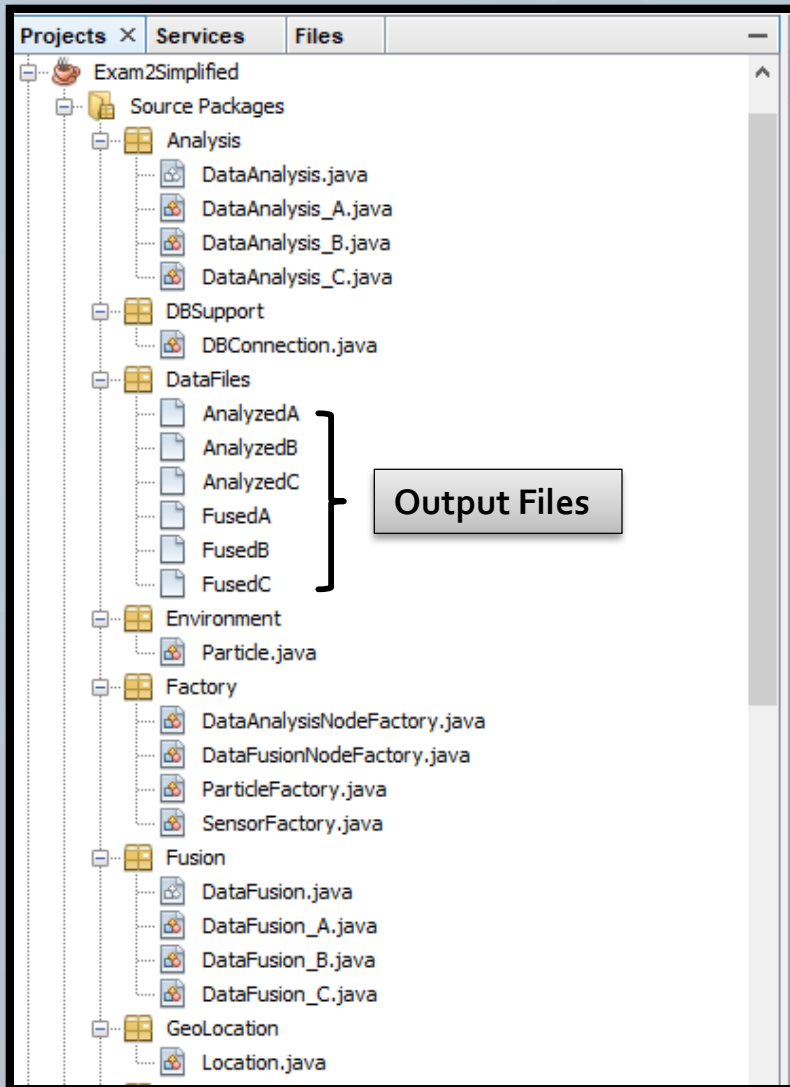 Projects × Services Files
Exam2Simplified
Source Packages
Analysis
DataAnalysis.java
DataAnalysis_A.java
DataAnalysis_B.java
DataAnalysis_C.java
DBSupport
DBConnection.java
DataFiles
AnalyzedA
AnalyzedB
AnalyzedC
FusedA
FusedB
FusedC
Output Files
Environment
Particle.java
Factory
DataAnalysisNodeFactory.java
DataFusionNodeFactory.java
ParticleFactory.java
SensorFactory.java
Fusion
DataFusion.java
DataFusion_A.java
DataFusion_B.java
DataFusion_C.java
GeoLocation
Location.java